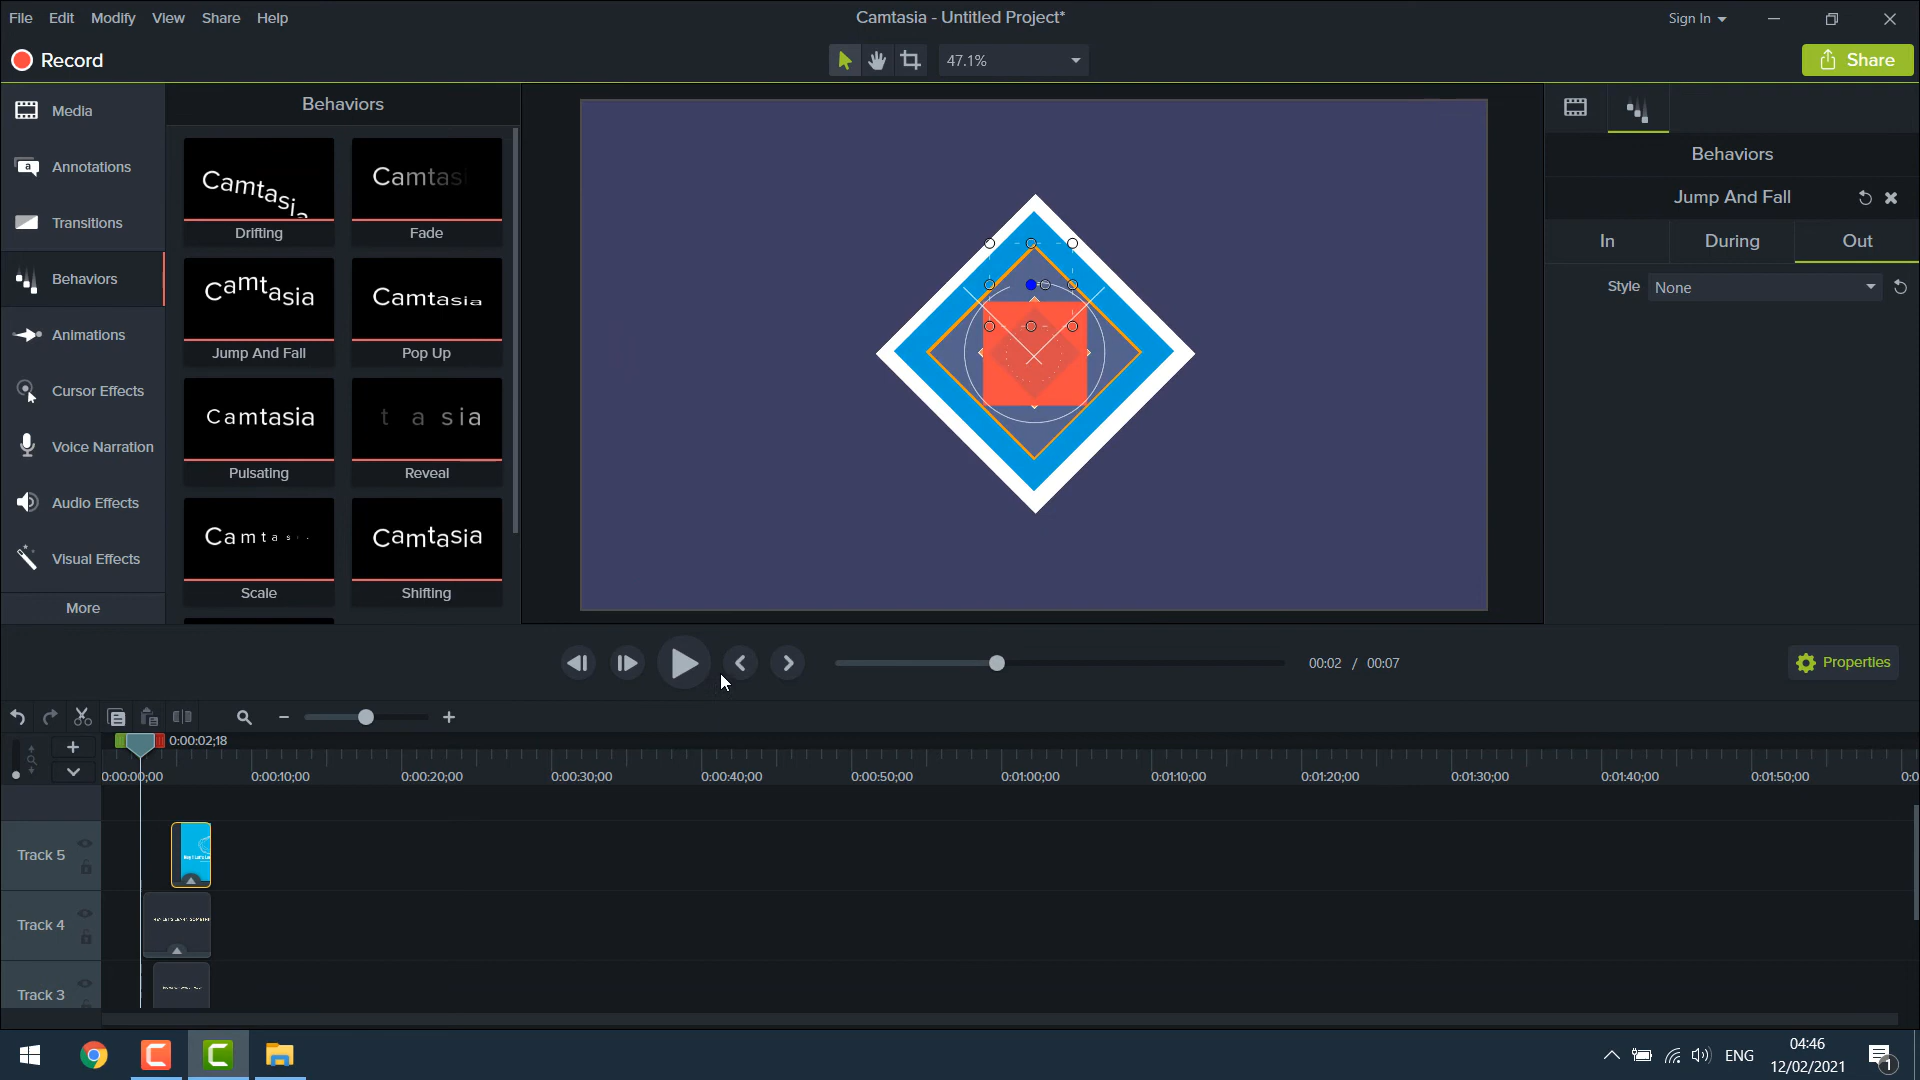 File Edit Modify View Share Help
Camtasia - Untitled Project*
Sign In
Record
47.1%
Share
Media
Annotations
Transitions
Behaviors
Animations
Cursor Effects
Voice Narration
Visual Effects
More
Behaviors
Camtasia
Camtasi
Drifting
Fade
Camtasia
Camtasia
Jump And Fall
Pop Up
Camtasia
t a sia
Pulsating
Reveal
Camtas
Camtasia
Scale
Shifting
Behaviors
Jump And Fall
In
During
Out
Style
None
00:02 / 00:07
Properties
0:00:02;18
0:00:00;00
0:00:10;00
0:00:20;00
0:00:30;00
0:00:40;00
0:00:50;00
0:01:00;00
0:01:10;00
0:01:20;00
0:01:30;00
0:01:40;00
0:01:50;00
0:0
Track 5
Track 4
Track 3
ENG
04:46
12/02/2021
1